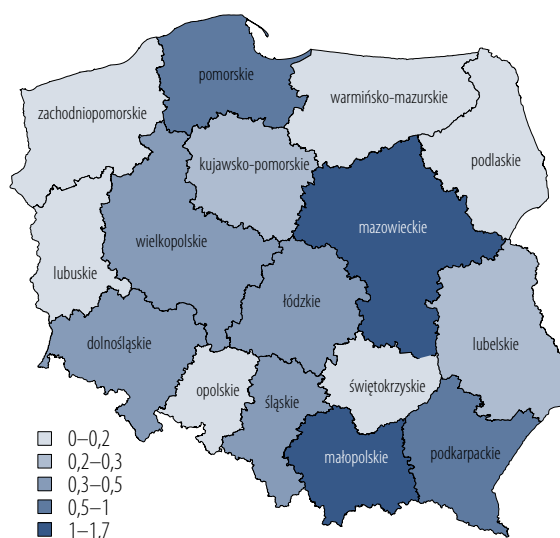 pomorskie
warmińsko-mazurskie
zachodniopomorskie
podlaskie
kujawsko-pomorskie
mazowieckie
wielkopolskie
lubuskie
łódzkie
dolnośląskie
lubelskie
opolskie
świętokrzyskie
śląskie
małopolskie
podkarpackie
0–0,2
0,2–0,3
0,3–0,5
0,5–1
1–1,7